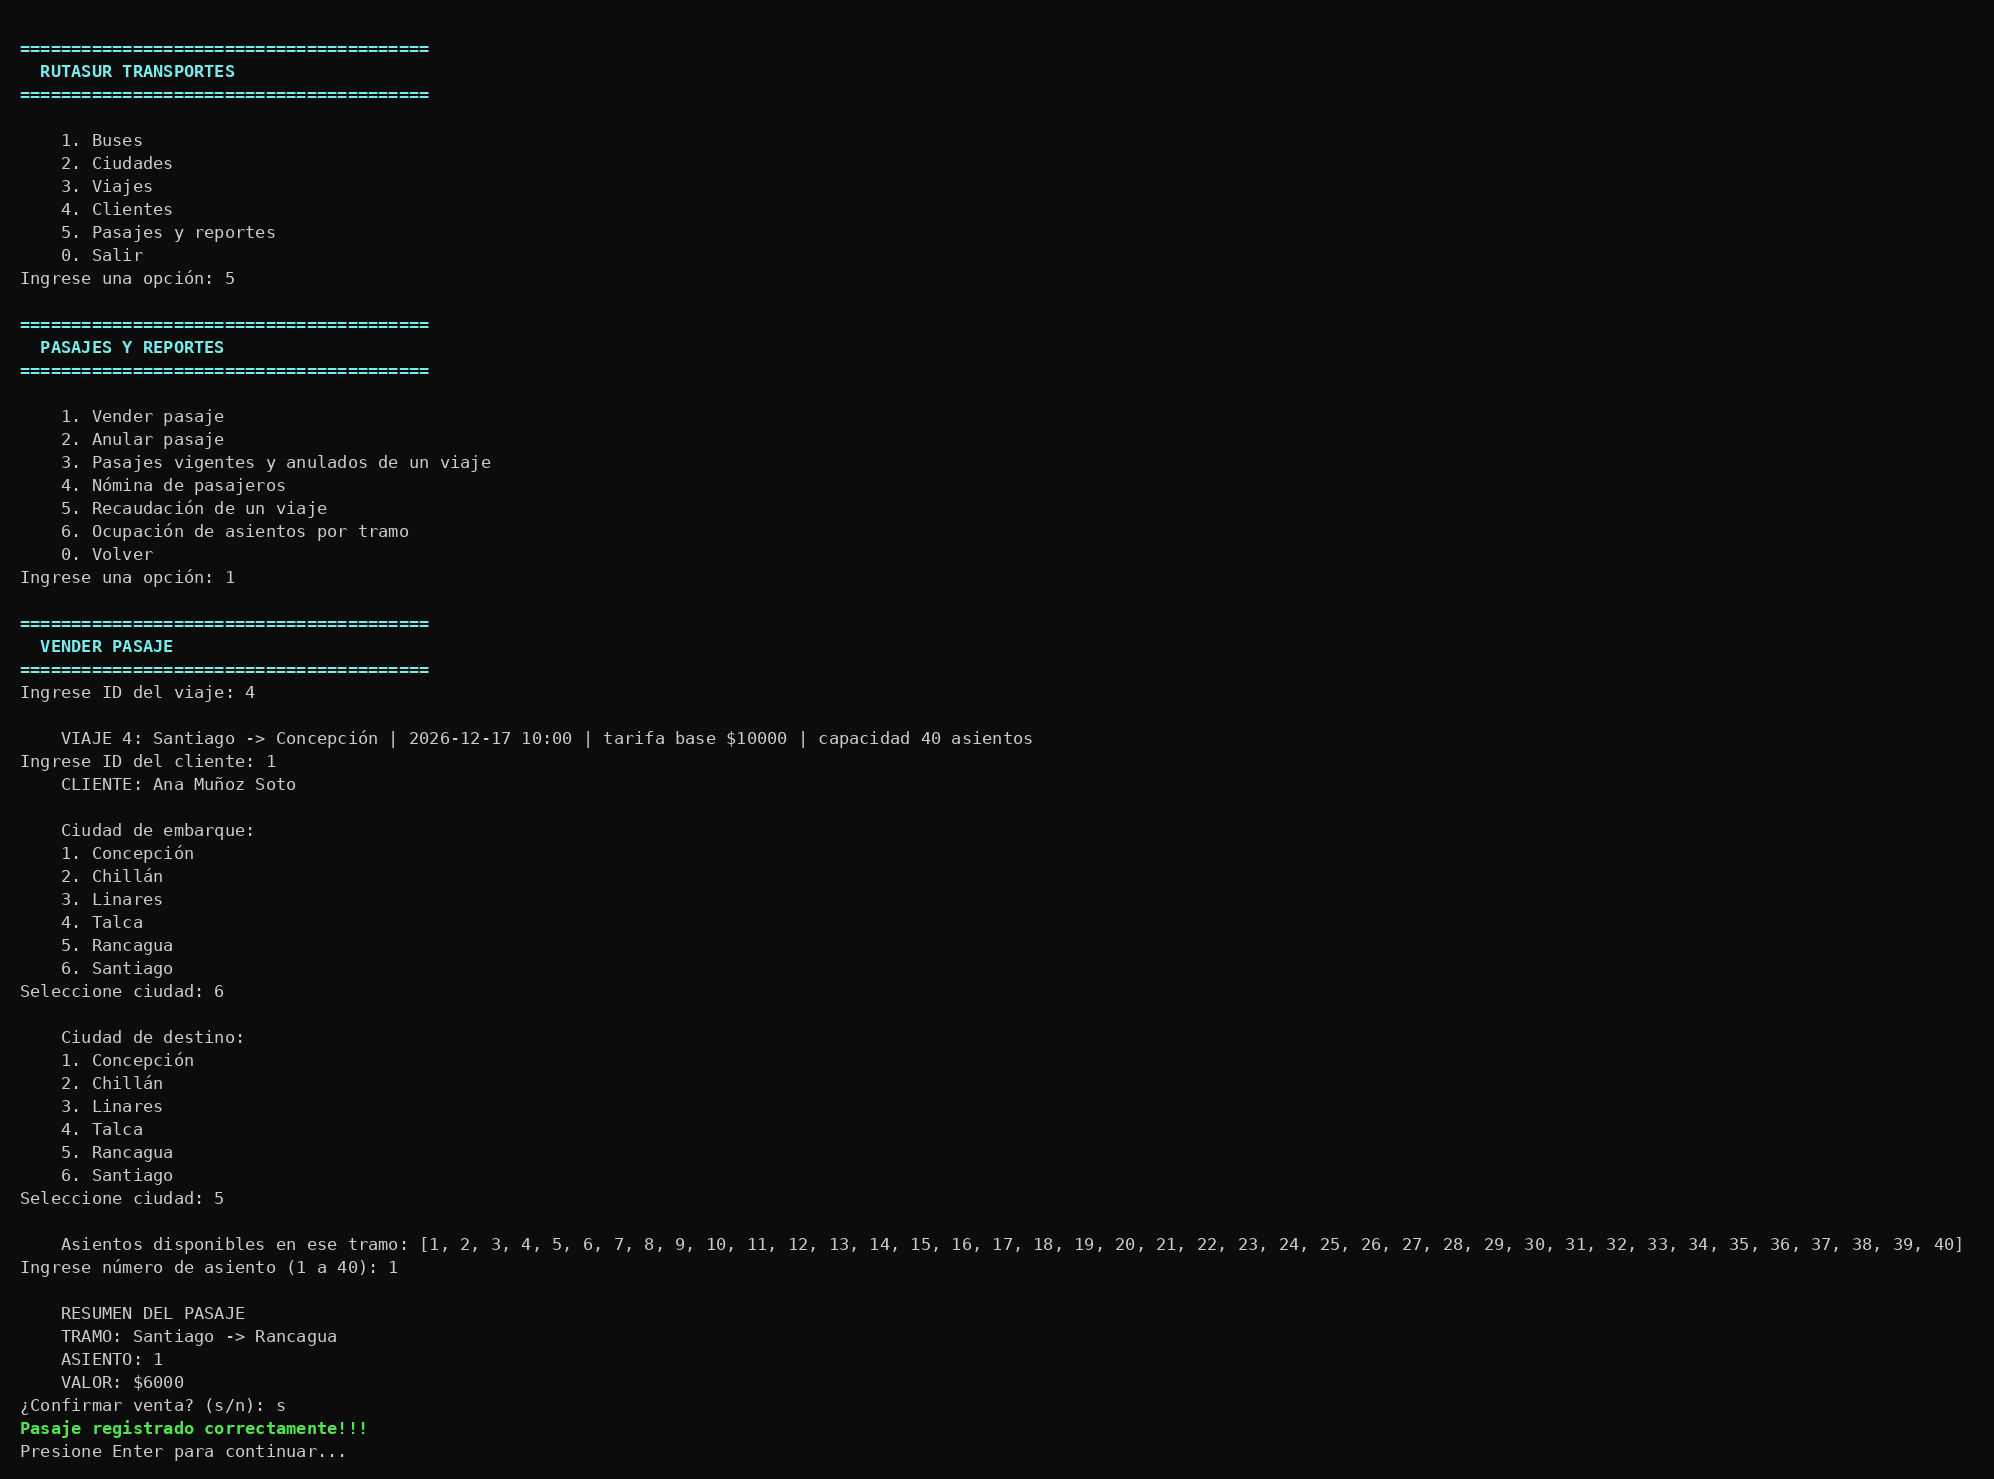 ========================================
  RUTASUR TRANSPORTES
========================================

    1. Buses
    2. Ciudades
    3. Viajes
    4. Clientes
    5. Pasajes y reportes
    0. Salir
Ingrese una opción: 5

========================================
  PASAJES Y REPORTES
========================================

    1. Vender pasaje
    2. Anular pasaje
    3. Pasajes vigentes y anulados de un viaje
    4. Nómina de pasajeros
    5. Recaudación de un viaje
    6. Ocupación de asientos por tramo
    0. Volver
Ingrese una opción: 1

========================================
  VENDER PASAJE
========================================
Ingrese ID del viaje: 4

    VIAJE 4: Santiago -> Concepción | 2026-12-17 10:00 | tarifa base $10000 | capacidad 40 asientos
Ingrese ID del cliente: 1
    CLIENTE: Ana Muñoz Soto

    Ciudad de embarque:
    1. Concepción
    2. Chillán
    3. Linares
    4. Talca
    5. Rancagua
    6. Santiago
Seleccione ciudad: 6

    Ciudad de destino:
    1. Concepción
    2. Chillán
    3. Linares
    4. Talca
    5. Rancagua
    6. Santiago
Seleccione ciudad: 5

    Asientos disponibles en ese tramo: [1, 2, 3, 4, 5, 6, 7, 8, 9, 10, 11, 12, 13, 14, 15, 16, 17, 18, 19, 20, 21, 22, 23, 24, 25, 26, 27, 28, 29, 30, 31, 32, 33, 34, 35, 36, 37, 38, 39, 40]
Ingrese número de asiento (1 a 40): 1

    RESUMEN DEL PASAJE
    TRAMO: Santiago -> Rancagua
    ASIENTO: 1
    VALOR: $6000
¿Confirmar venta? (s/n): s
Pasaje registrado correctamente!!!
Presione Enter para continuar...